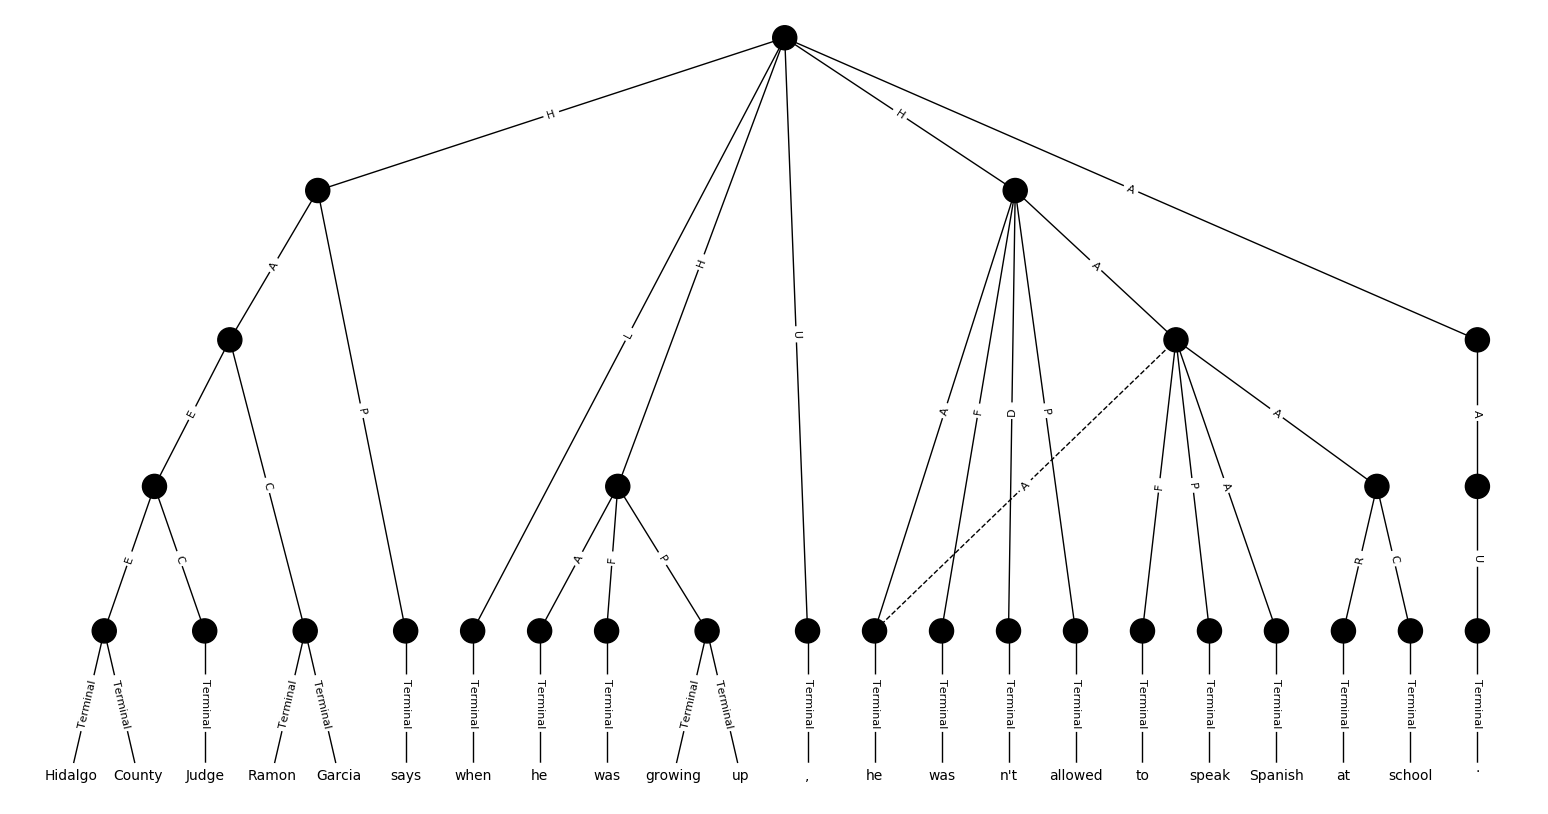 H
H A
A
A A
H
L U
A F D P
E P A A
C F P A
A
E C A F P R C U
Terminal Terminal Terminal Terminal Terminal Terminal Terminal Terminal Terminal Terminal Terminal Terminal Terminal Terminal Terminal Terminal Terminal Terminal Terminal Terminal Terminal Terminal
Hidalgo County Judge Ramon Garcia says when he was growing up , he was n't allowed to speak Spanish at school .